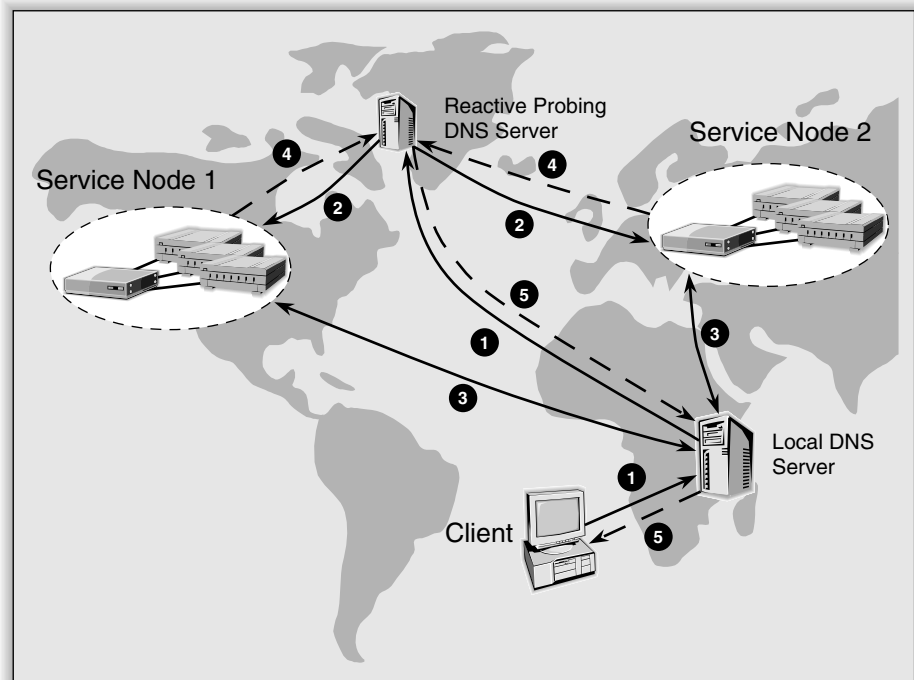 Reactive Probing
DNS Server
Service Node 2
4
4
Service Node 1
2
2
5
1
3
3
Local DNS
Server
1
Client
5